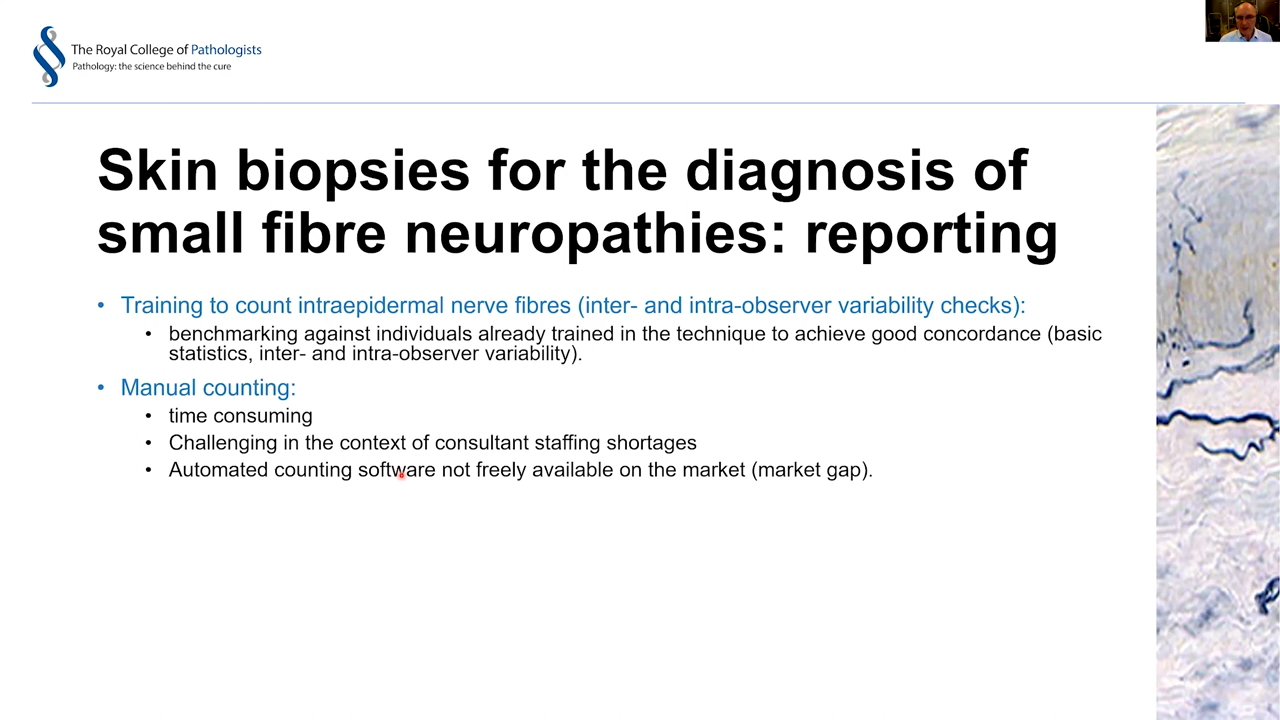 The Royal College of Pathologists
Pathology: the science behind the cure
Skin biopsies for the diagnosis of
small fibre neuropathies: reporting
• Training to count intraepidermal nerve fibres (inter- and intra-observer variability checks):
• benchmarking against individuals already trained in the technique to achieve good concordance (basic
statistics, inter- and intra-observer variability).
• Manual counting:
• time consuming
• Challenging in the context of consultant staffing shortages
• Automated counting software not freely available on the market (market gap).